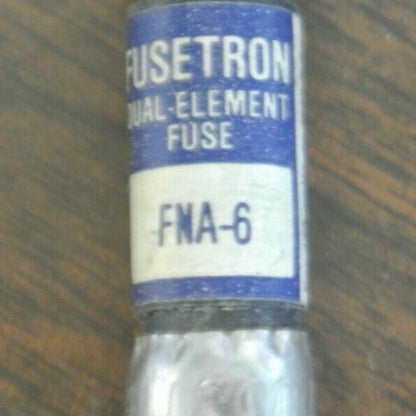 FUSETRON
DUAL-ELEMENT
FUSE
FNA-6